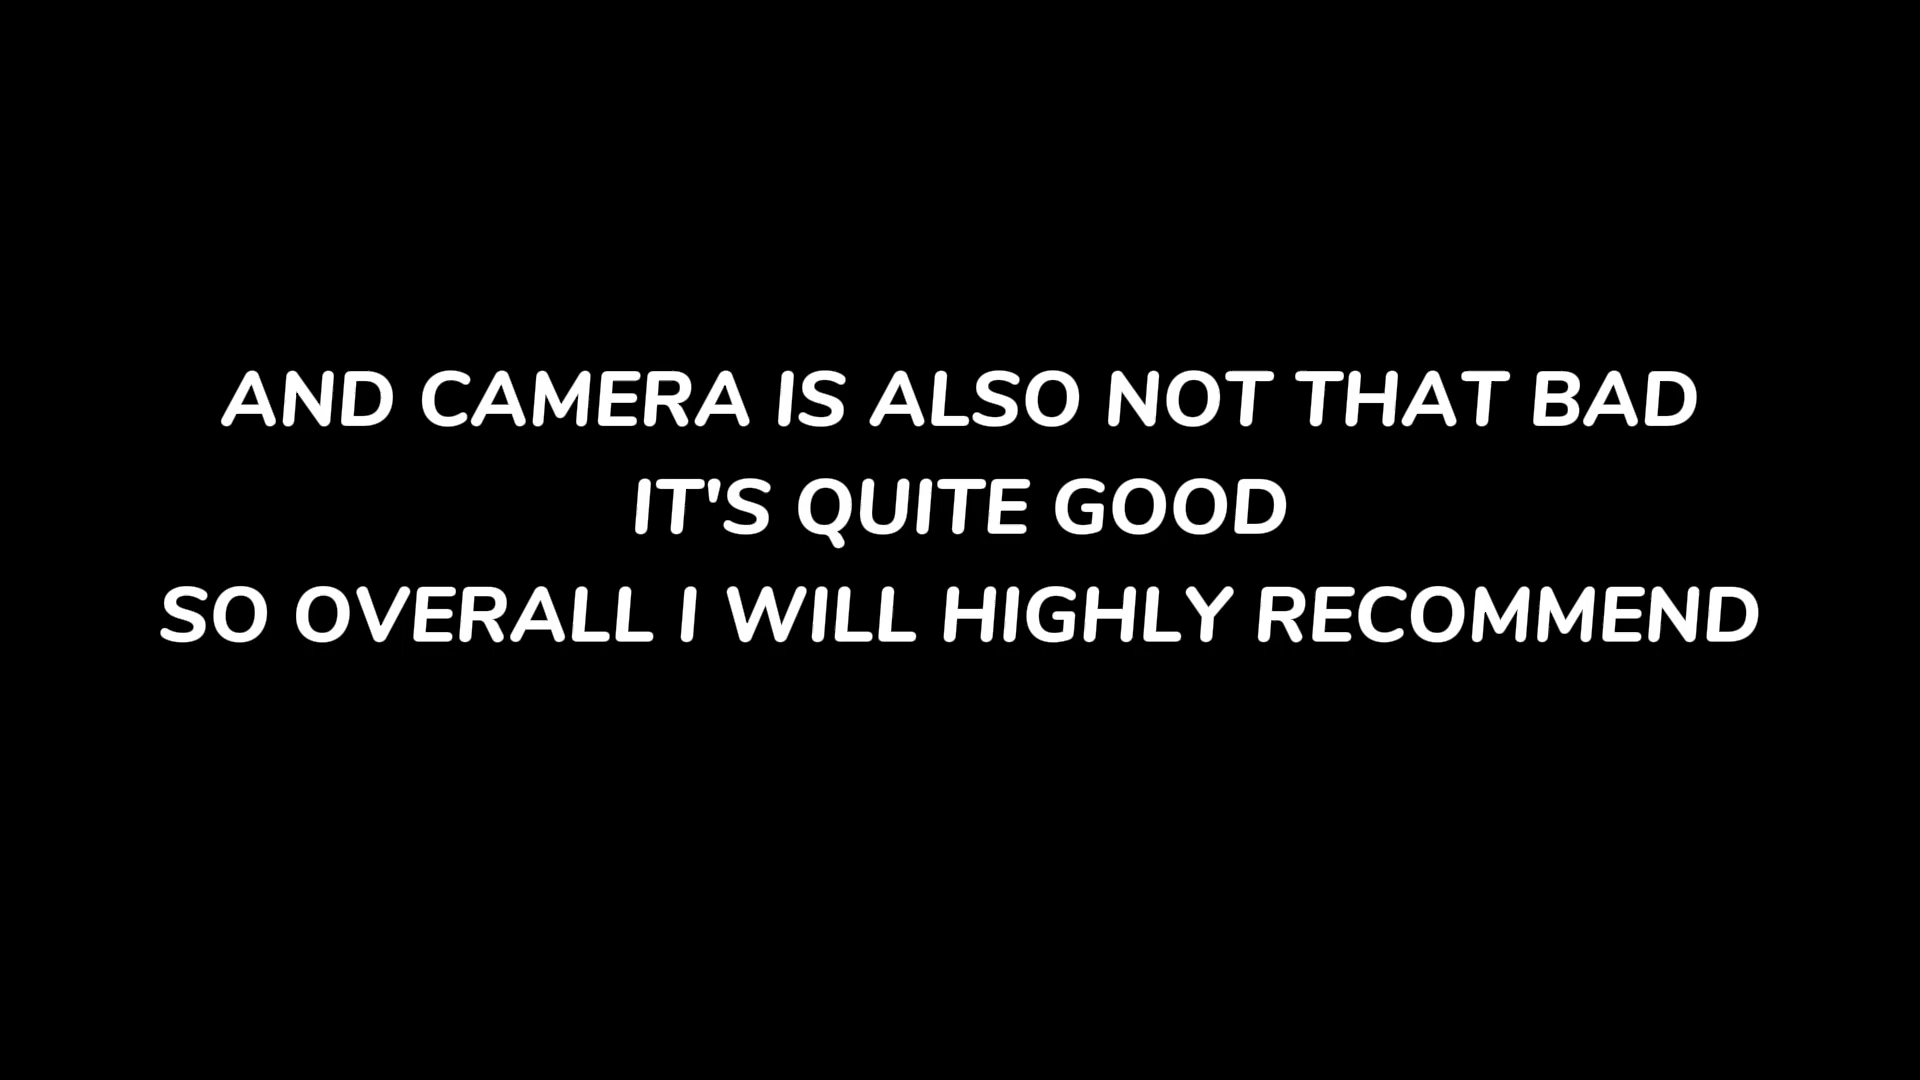 AND CAMERA IS ALSO NOT THAT BAD
IT'S QUITE GOOD
SO OVERALL I WILL HIGHLY RECOMMEND